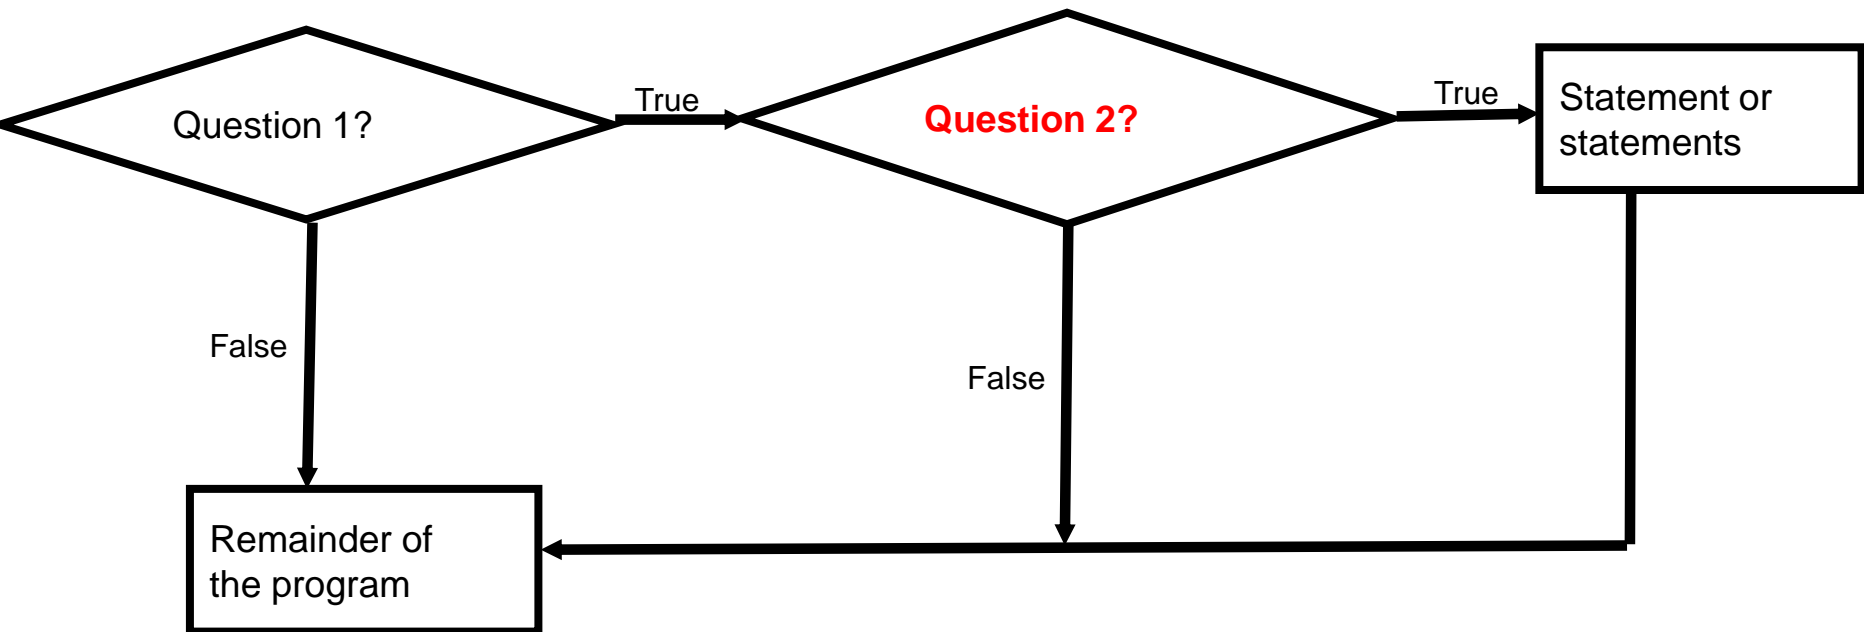 Question 1?
True
Question 2?
True
Statement or
statements
False
False
Remainder of
the program